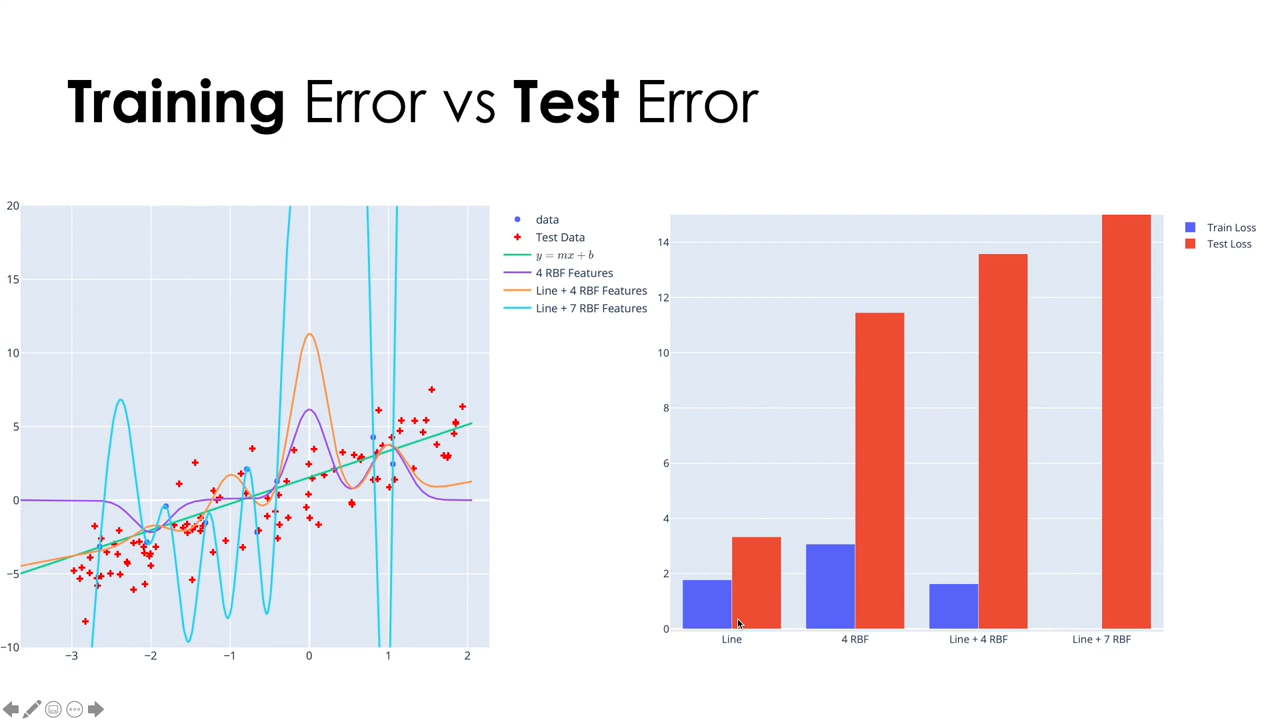 Training Error vs Test Error
20
15
10
5
0
−5
−10
−3
−2
−1
0
1
2
data
Test Data
y = mx + b
4 RBF Features
Line + 4 RBF Features
Line + 7 RBF Features
14
12
10
8
6
4
2
0
Line
4 RBF
Line + 4 RBF
Line + 7 RBF
Train Loss
Test Loss